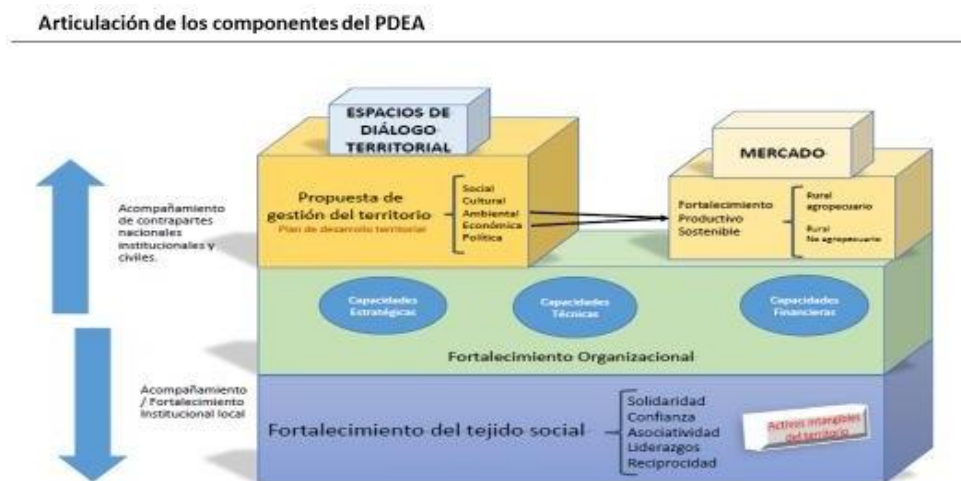 Articulación de los componentes del PDEA
ESPACIOS DE
DIÁLOGO
TERRITORIAL
MERCADO
Propuesta de
gestión del territorio
Plan de desarrollo territorial
Social
Cultural
Ambiental
Económica
Política
Fortalecimiento
Productivo
Sostenible
Rural
agropecuario
Rural
No agropecuario
Acompañamiento
de contrapartes
nacionales
institucionales y
civiles.
Capacidades
Estratégicas
Capacidades
Técnicas
Capacidades
Financieras
Fortalecimiento Organizacional
Acompañamiento
/ Fortalecimiento
Institucional local
Fortalecimiento del tejido social
Solidaridad
Confianza
Asociatividad
Liderazgos
Reciprocidad
Activos intangibles
del territorio